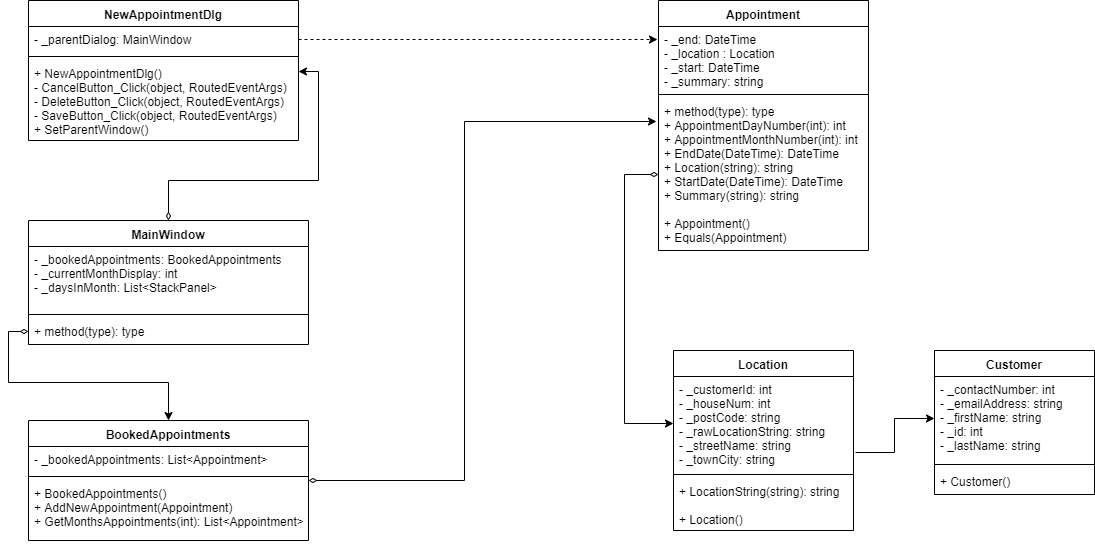 NewAppointmentDlg
- _parentDialog: MainWindow
+ NewAppointmentDlg()
- CancelButton_Click(object, RoutedEventArgs)
- DeleteButton_Click(object, RoutedEventArgs)
- SaveButton_Click(object, RoutedEventArgs)
+ SetParentWindow()
Appointment
- _end: DateTime
- _location : Location
- _start: DateTime
- _summary: string
+ method(type): type
+ AppointmentDayNumber(int): int
+ AppointmentMonthNumber(int): int
+ EndDate(DateTime): DateTime
+ Location(string): string
+ StartDate(DateTime): DateTime
+ Summary(string): string
+ Appointment()
+ Equals(Appointment)
MainWindow
- _bookedAppointments: BookedAppointments
- _currentMonthDisplay: int
- _daysInMonth: List<StackPanel>
+ method(type): type
BookedAppointments
- _bookedAppointments: List<Appointment>
+ BookedAppointments()
+ AddNewAppointment(Appointment)
+ GetMonthsAppointments(int): List<Appointment>
Location
- _customerId: int
- _houseNum: int
- _postCode: string
- _rawLocationString: string
- _streetName: string
- _townCity: string
+ LocationString(string): string
+ Location()
Customer
- _contactNumber: int
- _emailAddress: string
- _firstName: string
- _id: int
- _lastName: string
+ Customer()